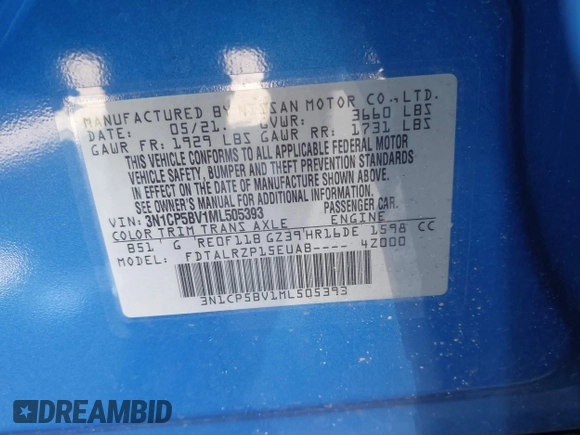 MANUFACTURED BY NISSAN MOTOR CO.,LTD.
DATE: 05/21. GVWR: 3660 LBS
GAWR FR: 1929 LBS GAWR RR: 1731 LBS
THIS VEHICLE CONFORMS TO ALL APPLICABLE FEDERAL MOTOR
VEHICLE SAFETY, BUMPER AND THEFT PREVENTION STANDARDS
IN EFFECT ON THE DATE OF MANUFACTURE SHOWN ABOVE.
SEE OWNER'S MANUAL FOR ADDITIONAL INFORMATION.
VIN: 3N1CP5BV1ML505393 PASSENGER CAR.
COLOR TRIM TRANS AXLE ENGINE
B51 G RE0F11B GZ39 HR16DE 1598 CC
MODEL: FDTALRZP15EUAB---- 4Z000
3N1CP5BV1ML505393
DREAMBID